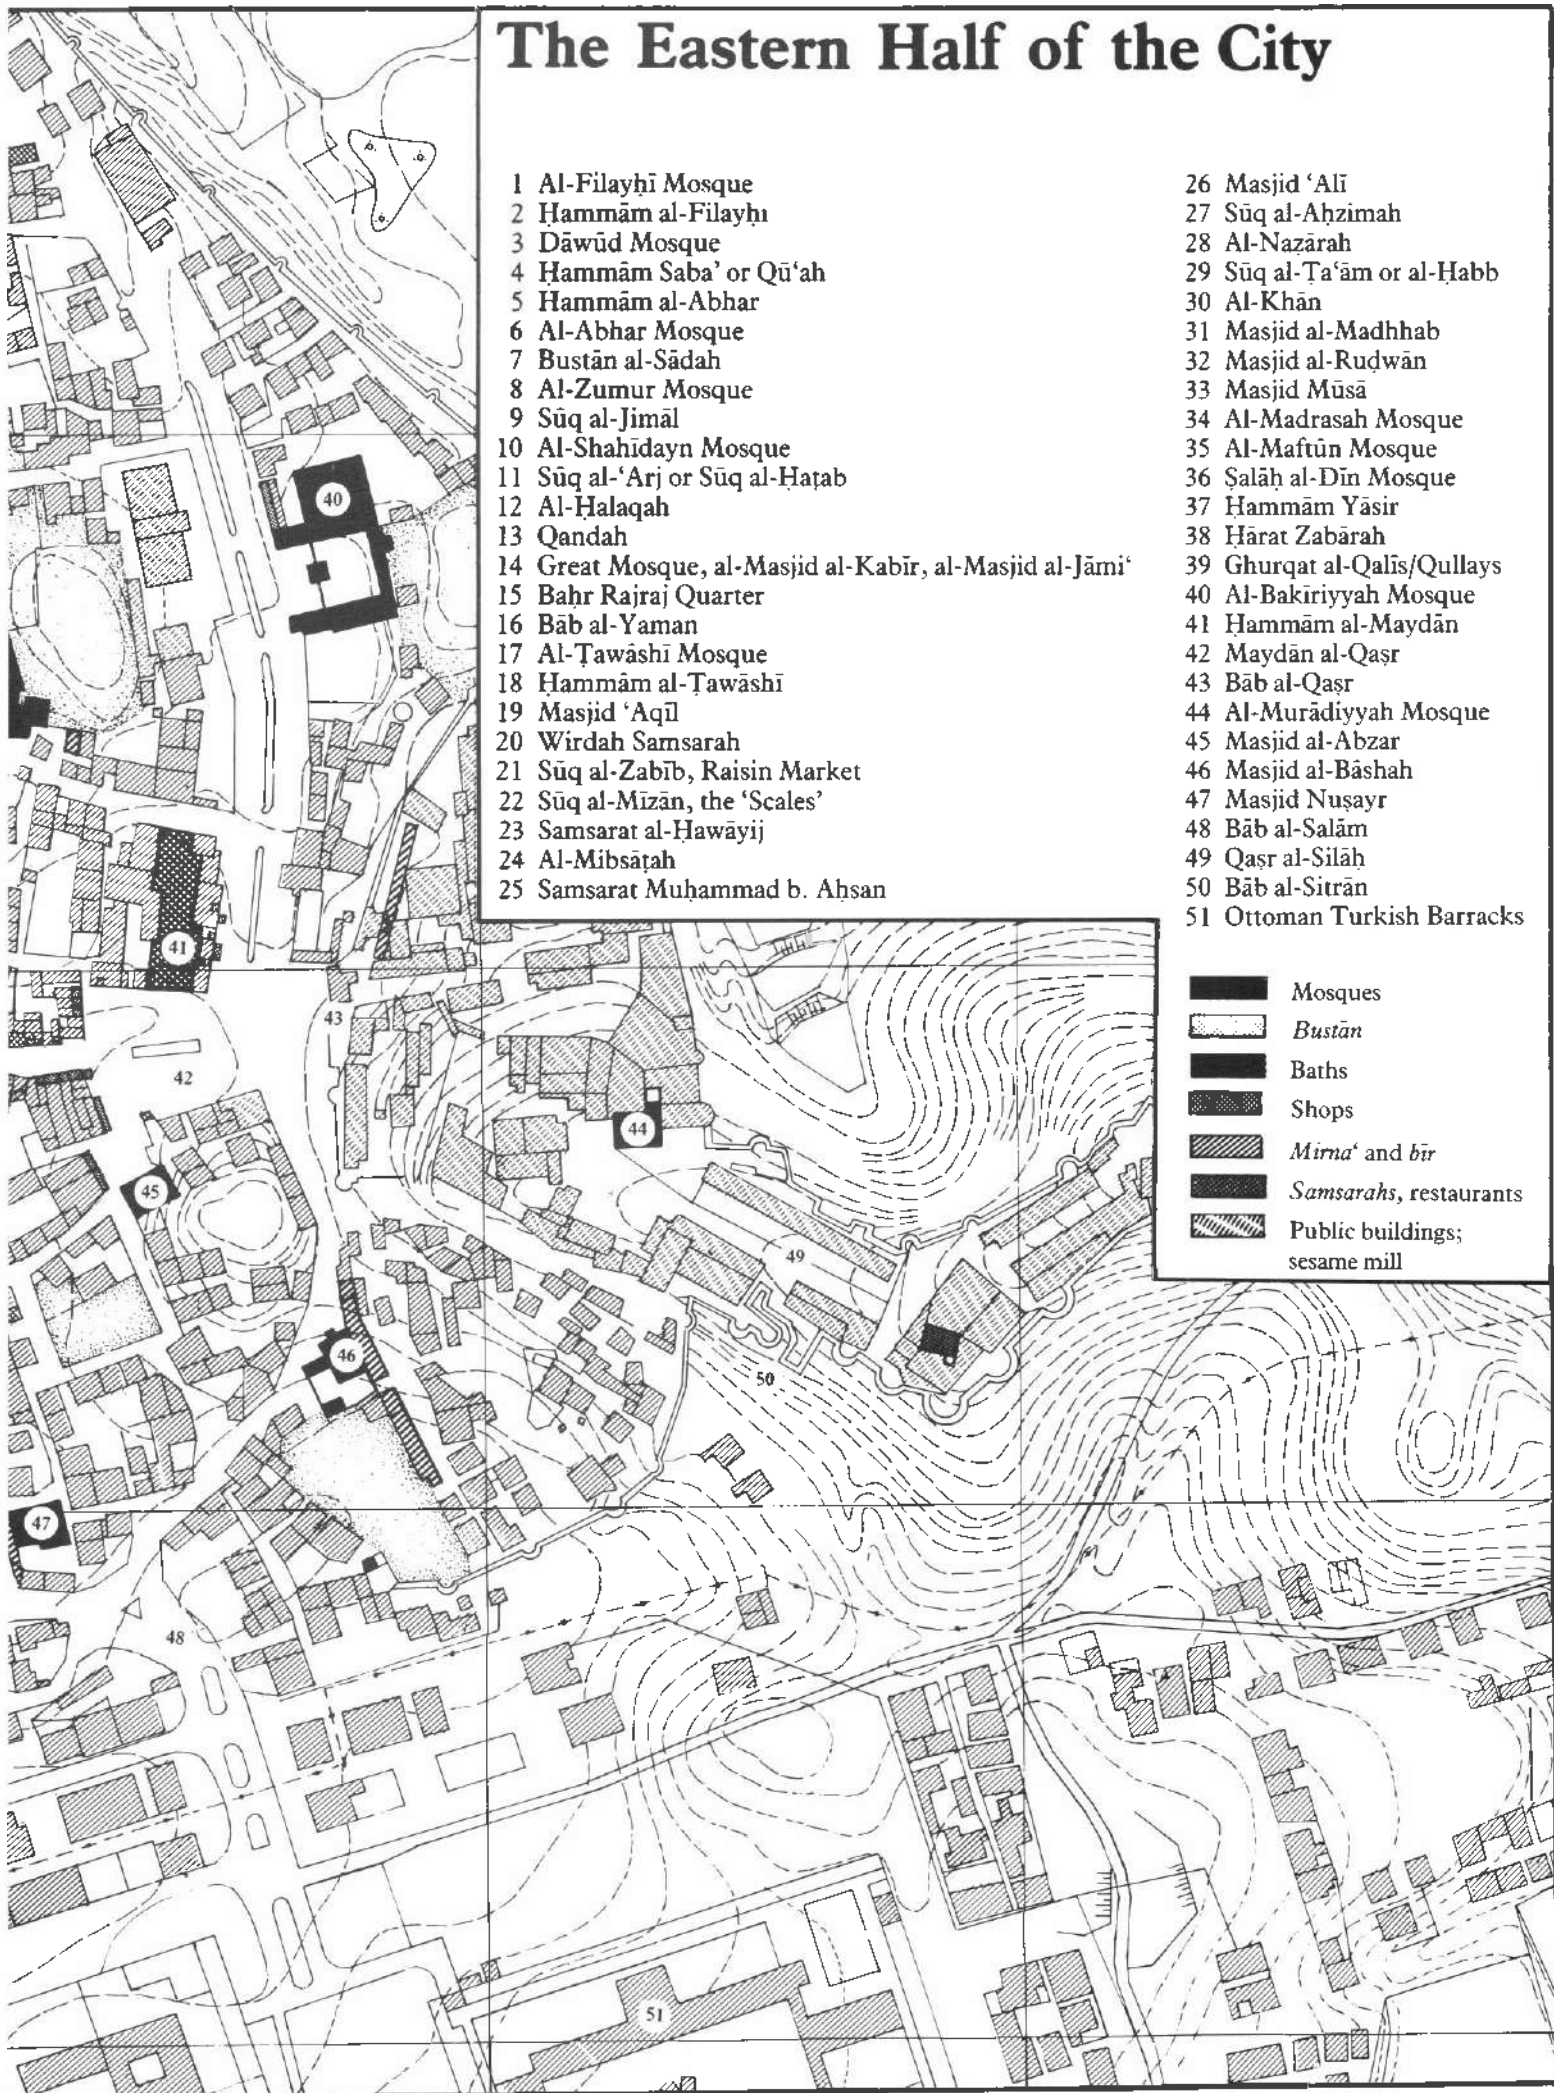 The Eastern Half of the City
1 Al-Filayḥī Mosque
2 Ḥammām al-Filayḥı
3 Dāwūd Mosque
4 Ḥammām Saba’ or Qū‘ah
5 Hammām al-Abhar
6 Al-Abhar Mosque
7 Bustān al-Sādah
8 Al-Zumur Mosque
9 Sūq al-Jimāl
10 Al-Shahīdayn Mosque
11 Sūq al-‘Arj or Sūq al-Ḥaṭab
12 Al-Ḥalaqah
13 Qandah
14 Great Mosque, al-Masjid al-Kabīr, al-Masjid al-Jāmi‘
15 Baḥr Rajraj Quarter
16 Bāb al-Yaman
17 Al-Ṭawāshī Mosque
18 Ḥammām al-Ṭawāshī
19 Masjid ‘Aqīl
20 Wirdah Samsarah
21 Sūq al-Zabīb, Raisin Market
22 Sūq al-Mīzān, the ‘Scales’
23 Samsarat al-Ḥawāyij
24 Al-Mibsāṭah
25 Samsarat Muḥammad b. Aḥsan
26 Masjid ‘Alī
27 Sūq al-Aḥzimah
28 Al-Naẓārah
29 Sūq al-Ṭa‘ām or al-Ḥabb
30 Al-Khān
31 Masjid al-Madhhab
32 Masjid al-Ruḍwān
33 Masjid Mūsā
34 Al-Madrasah Mosque
35 Al-Maftūn Mosque
36 Ṣalāḥ al-Dīn Mosque
37 Ḥammām Yāsir
38 Ḥārat Zabārah
39 Ghurqat al-Qalīs/Qullays
40 Al-Bakīriyyah Mosque
41 Ḥammām al-Maydān
42 Maydān al-Qaṣr
43 Bāb al-Qaṣr
44 Al-Murādiyyah Mosque
45 Masjid al-Abzar
46 Masjid al-Bāshah
47 Masjid Nuṣayr
48 Bāb al-Salām
49 Qaṣr al-Silāḥ
50 Bāb al-Sitrān
51 Ottoman Turkish Barracks
Mosques
Bustān
Baths
Shops
Mirna‘ and bīr
Samsarahs, restaurants
Public buildings;
sesame mill
40
41
43
42
44
45
49
46
50
47
48
51